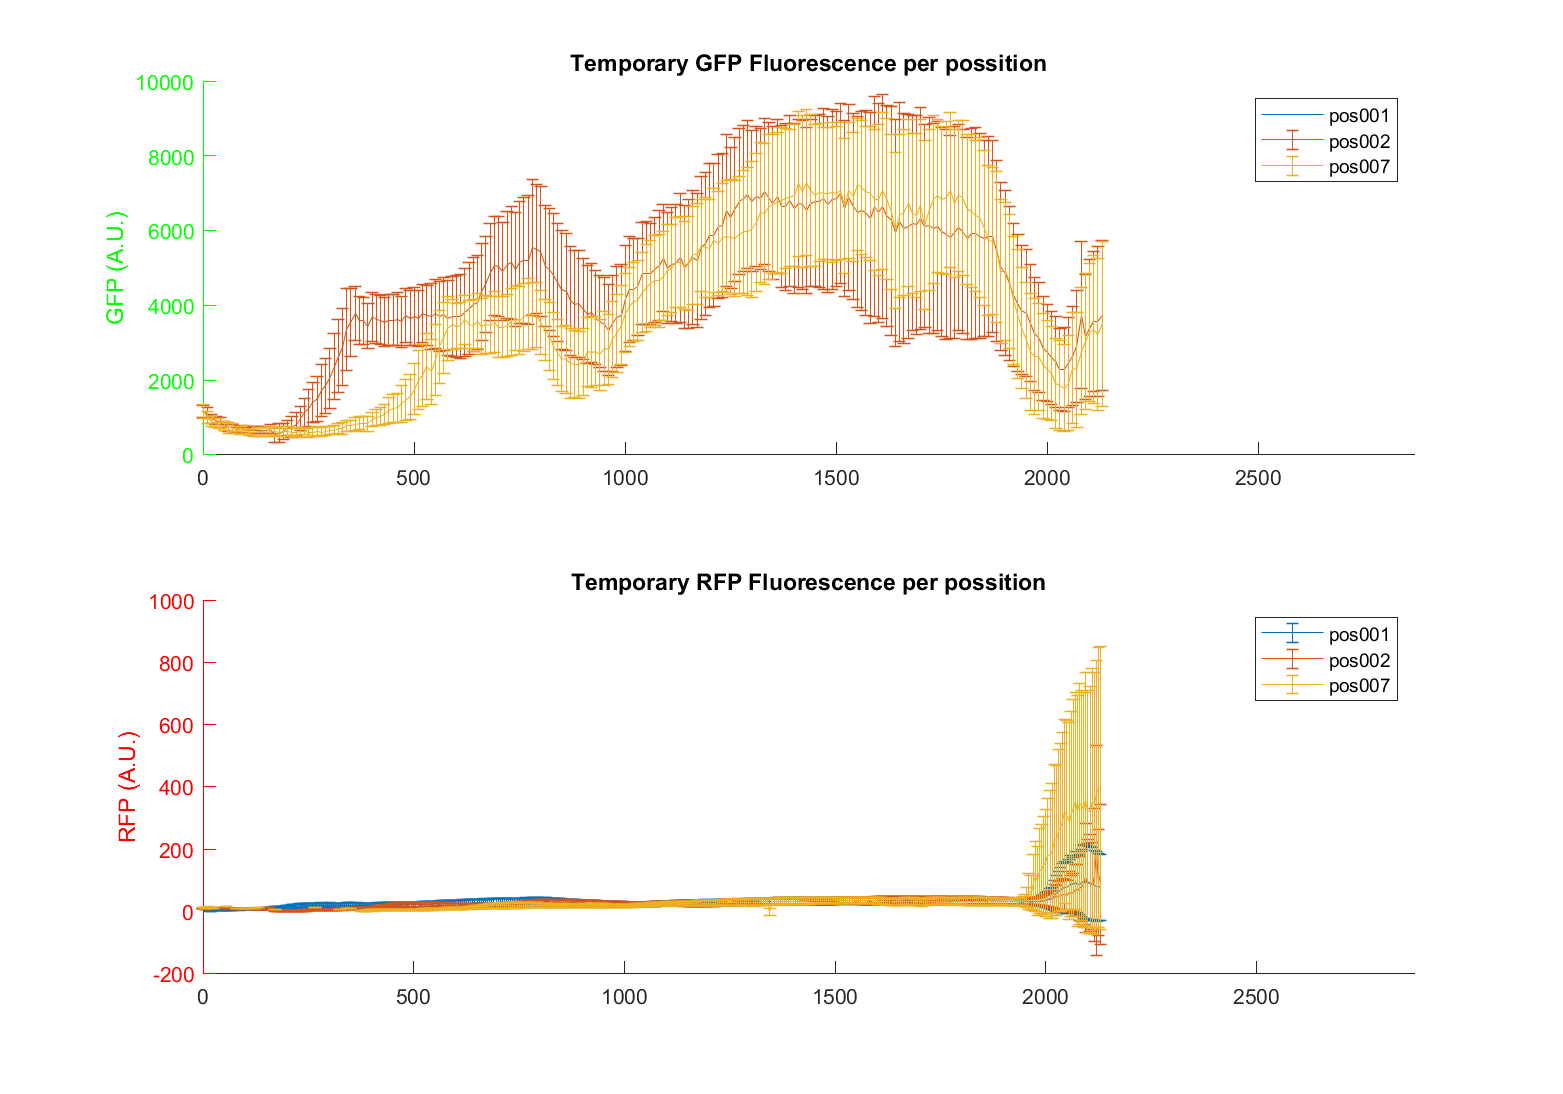 Temporary GFP Fluorescence per possition
10000
8000
6000
4000
2000
0
GFP (A.U.)
0 500 1000 1500 2000 2500
pos001
pos002
pos007
Temporary RFP Fluorescence per possition
1000
800
600
400
200
0
-200
RFP (A.U.)
0 500 1000 1500 2000 2500
pos001
pos002
pos007